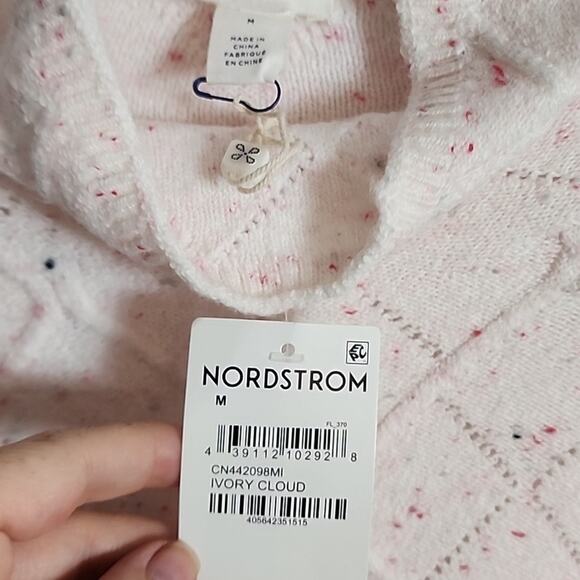 M
MADE IN
CHINA
FABRIQUÉ
EN CHINE
NORDSTROM
M
FL_370
4 39112 10292 8
CN442098MI
IVORY CLOUD
405642351515